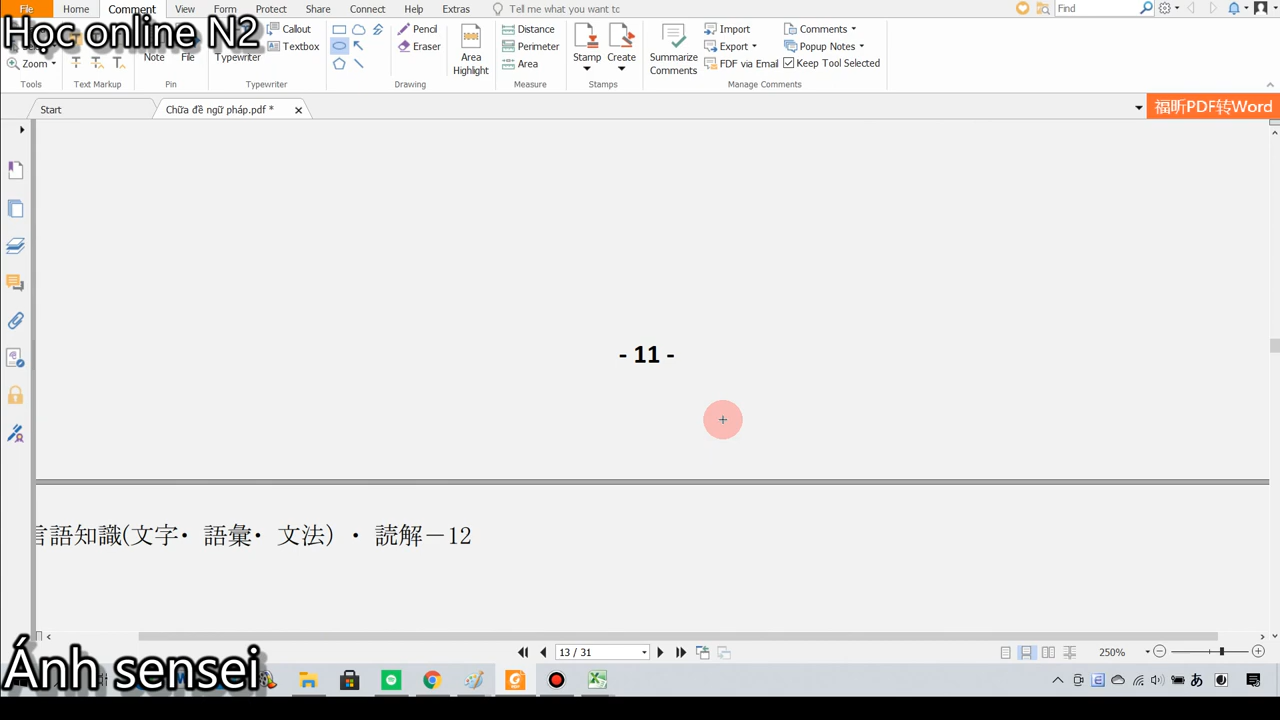 File Home Comment View Form Protect Share Connect Help Extras Tell me what you want tc Find
Học online N2
Callout Pencil Distance Import Comments
Textbox Eraser Perimeter Export Popup Notes
Zoom Note File Typewriter Area Highlight Area Stamp Create Summarize Comments FDF via Email Keep Tool Selected
Tools Text Markup Pin Typewriter Drawing Measure Stamps Manage Comments
Start Chữa đề ngữ pháp.pdf * 福昕PDF转Word
- 11 -
言語知識(文字・語彙・文法)・読解－12
13 / 31 250%
Ánh sensei
あ